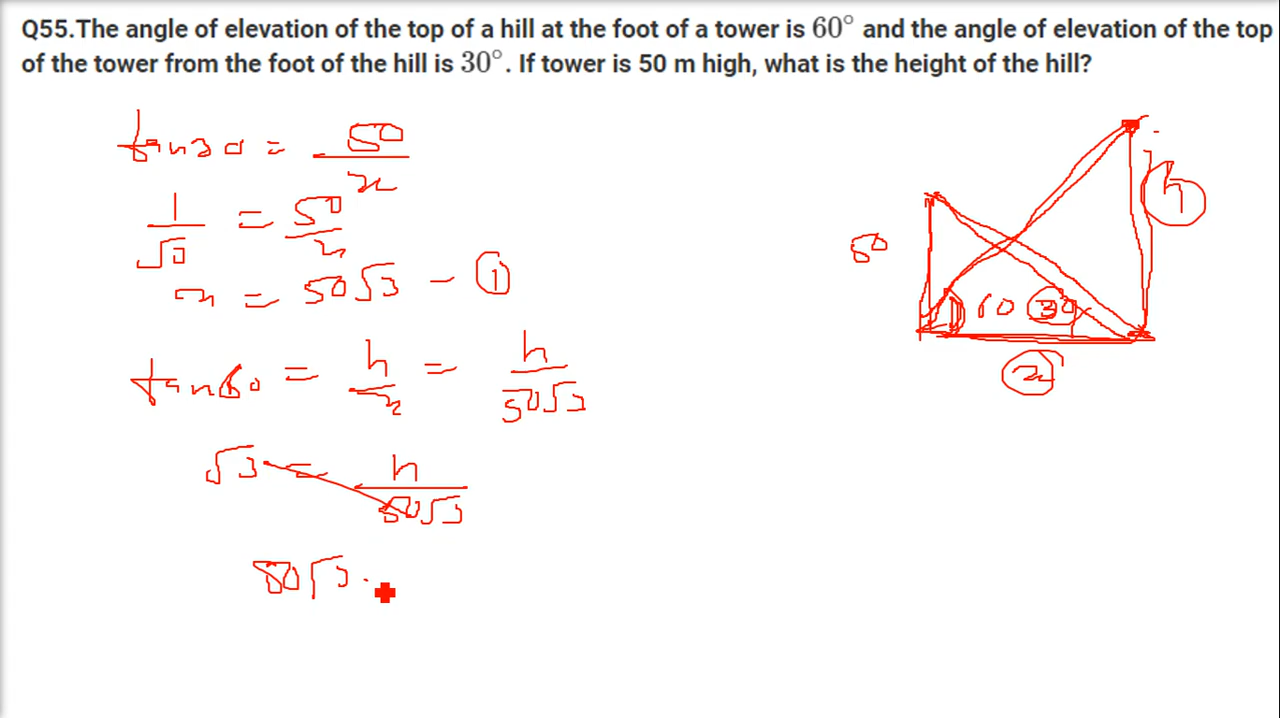 Q55.The angle of elevation of the top of a hill at the foot of a tower is 60° and the angle of elevation of the top
of the tower from the foot of the hill is 30°. If tower is 50 m high, what is the height of the hill?
tan30 = 50/x
1/√3 = 50/x
x = 50√3 - ①
tan60 = h/x = h/50√3
√3 = h/50√3
50√3 .
h
50
60 30
x